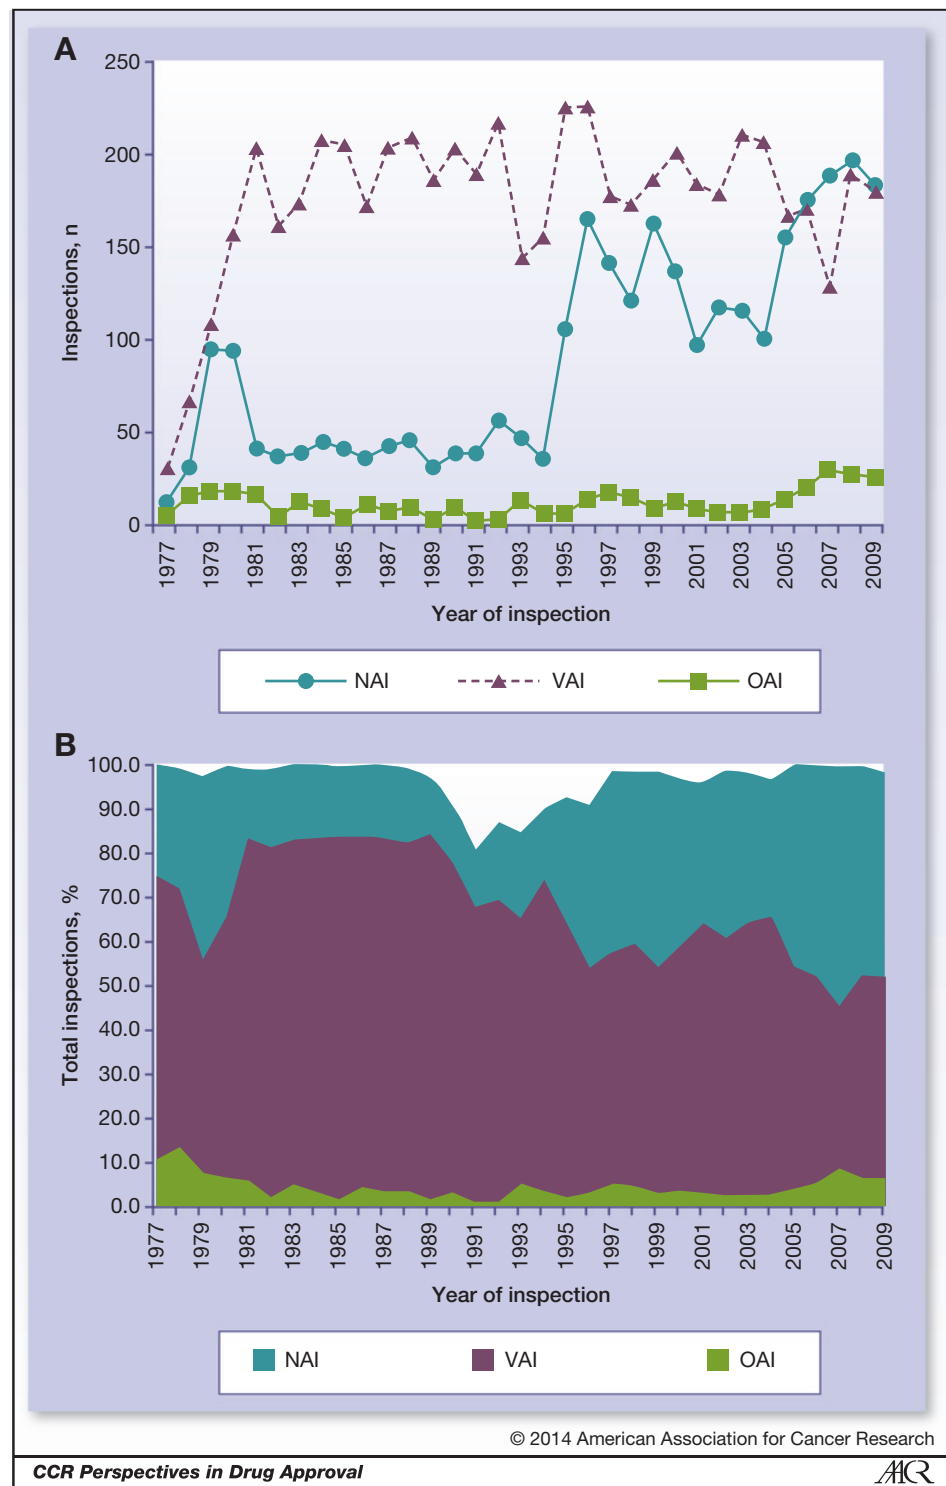 A
250
200
150
100
50
0
Inspections, n
1977 1979 1981 1983 1985 1987 1989 1991 1993 1995 1997 1999 2001 2003 2005 2007 2009
Year of inspection
NAI VAI OAI
B
100.0
90.0
80.0
70.0
60.0
50.0
40.0
30.0
20.0
10.0
0.0
Total inspections, %
1977 1979 1981 1983 1985 1987 1989 1991 1993 1995 1997 1999 2001 2003 2005 2007 2009
Year of inspection
NAI VAI OAI
© 2014 American Association for Cancer Research
CCR Perspectives in Drug Approval
AACR